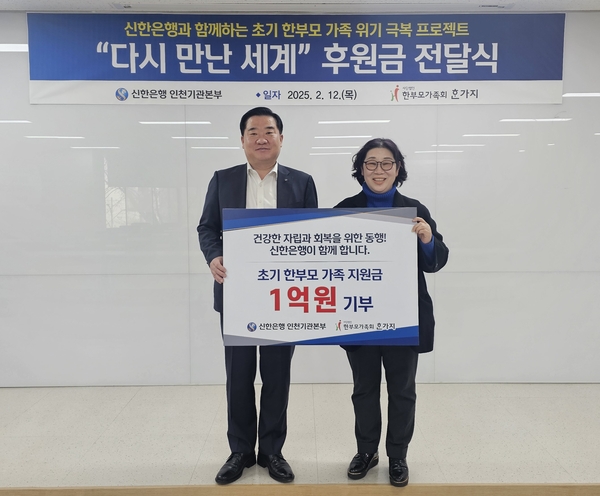 신한은행과 함께하는 초기 한부모 가족 위기 극복 프로젝트
“다시 만난 세계” 후원금 전달식
신한은행 인천기관본부 ◆일자 2025. 2. 12.(목) 한부모가족회 흔가지
건강한 자립과 회복을 위한 동행!
신한은행이 함께 합니다.
초기 한부모 가족 지원금
1억원 기부
신한은행 인천기관본부 한부모가족회 흔가지